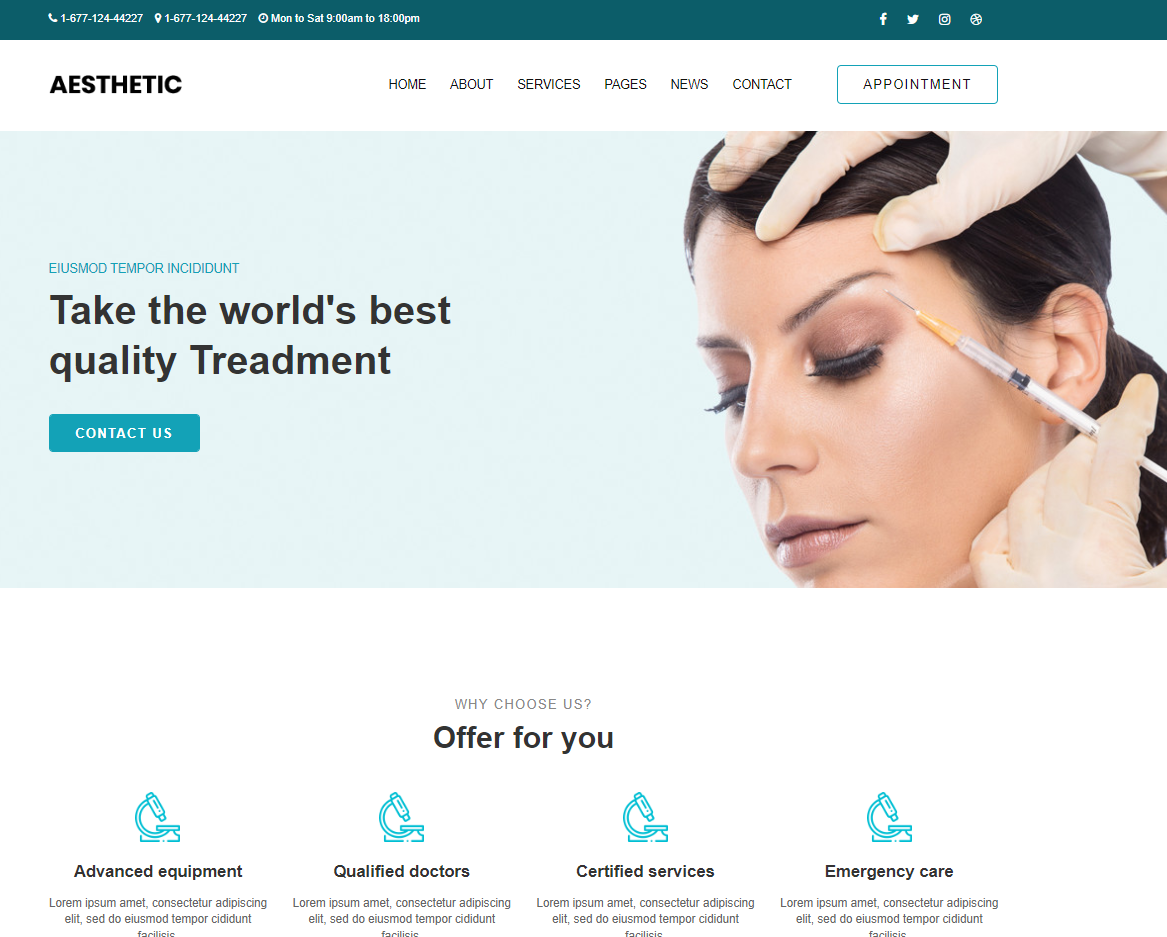 1-677-124-44227 1-677-124-44227 Mon to Sat 9:00am to 18:00pm
AESTHETIC HOME ABOUT SERVICES PAGES NEWS CONTACT APPOINTMENT
EIUSMOD TEMPOR INCIDIDUNT
Take the world's best
quality Treadment
CONTACT US
WHY CHOOSE US?
Offer for you
Advanced equipment Qualified doctors Certified services Emergency care
Lorem ipsum amet, consectetur adipiscing Lorem ipsum amet, consectetur adipiscing Lorem ipsum amet, consectetur adipiscing Lorem ipsum amet, consectetur adipiscing
elit, sed do eiusmod tempor cididunt elit, sed do eiusmod tempor cididunt elit, sed do eiusmod tempor cididunt elit, sed do eiusmod tempor cididunt
facilisis facilisis facilisis facilisis